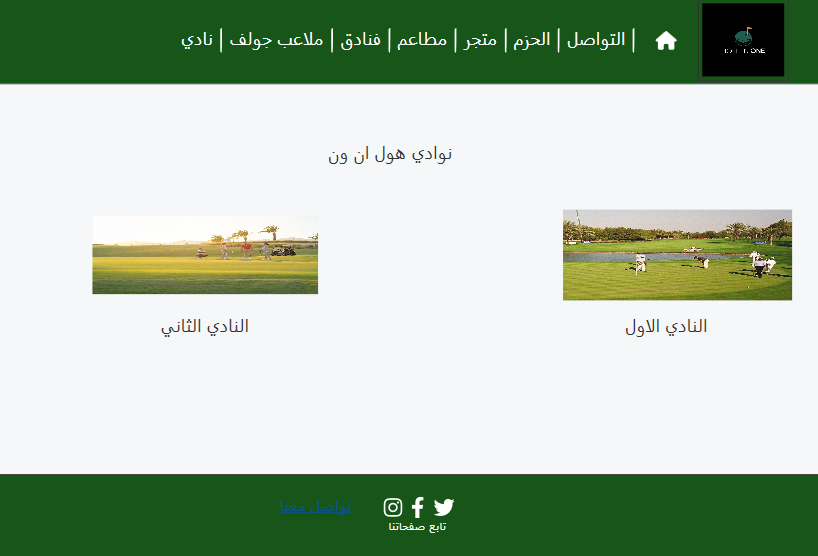 | التواصل | الحزم | متجر | مطاعم | فنادق | ملاعب جولف | نادي
نوادي هول ان ون
النادي الاول
النادي الثاني
تواصل معنا
تابع صفحاتنا